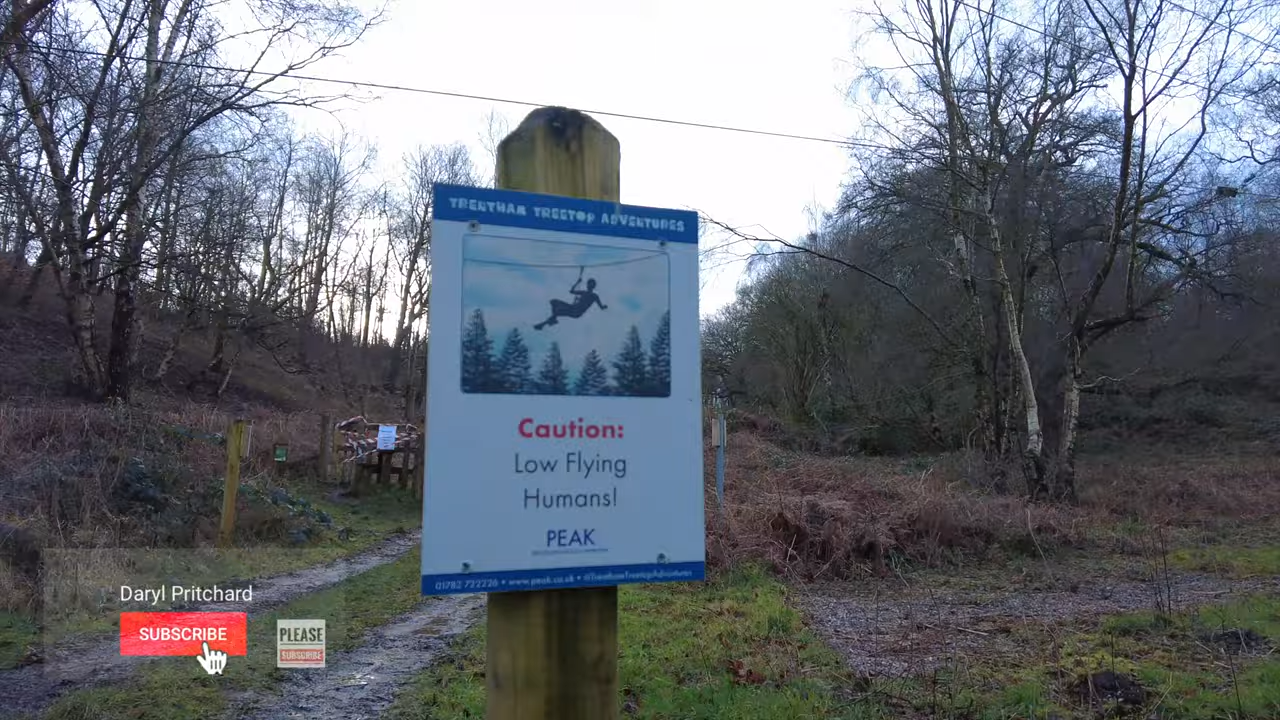 TRENTHAM TREETOP ADVENTURES
Caution:
Low Flying
Humans!
PEAK
01782 722226 • www.peak.co.uk • #TrenthamTreetopAdventures
Daryl Pritchard
SUBSCRIBE
PLEASE
SUBSCRIBE